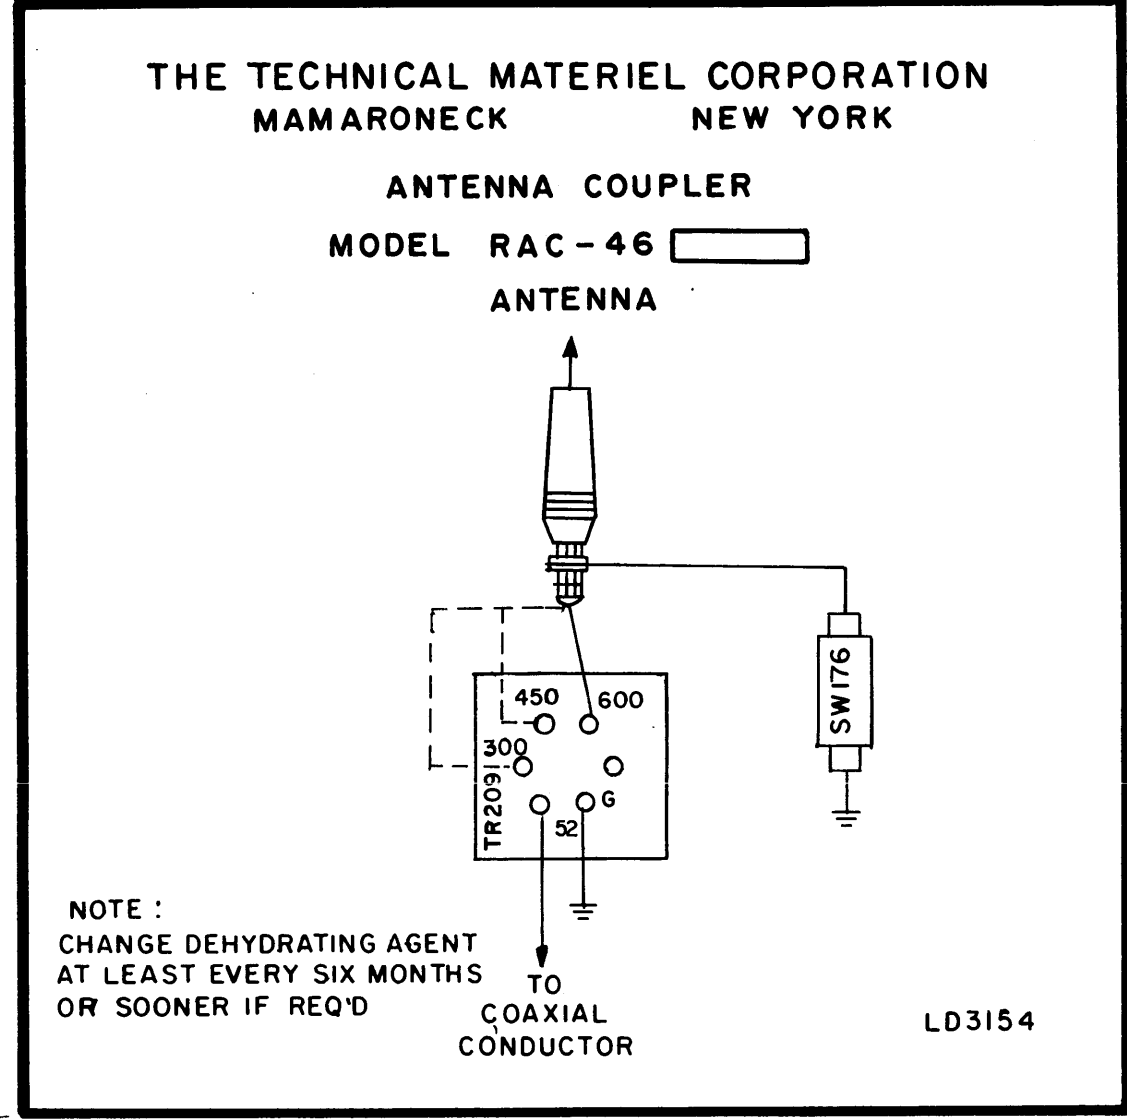 THE TECHNICAL MATERIEL CORPORATION
MAMARONECK NEW YORK
ANTENNA COUPLER
MODEL RAC-46
ANTENNA
SW176
450
600
300
TR209
G
52
NOTE:
CHANGE DEHYDRATING AGENT
AT LEAST EVERY SIX MONTHS
OR SOONER IF REQ'D
TO
COAXIAL
CONDUCTOR
LD3154